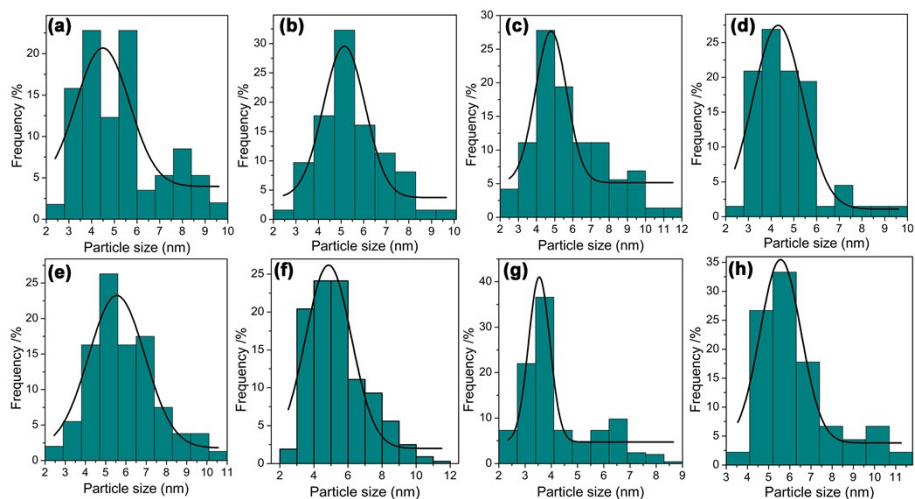 (a)
Frequency /%
20
15
10
5
0
2 3 4 5 6 7 8 9 10
Particle size (nm)
(b)
Frequency /%
30
25
20
15
10
5
0
2 3 4 5 6 7 8 9 10
Particle size (nm)
(c)
Frequency /%
30
25
20
15
10
5
0
2 3 4 5 6 7 8 9 10 11 12
Particle size (nm)
(d)
Frequency /%
25
20
15
10
5
0
2 3 4 5 6 7 8 9 10
Particle size (nm)
(e)
Frequency /%
25
20
15
10
5
0
2 3 4 5 6 7 8 9 10 11
Particle size (nm)
(f)
Frequency /%
25
20
15
10
5
0
2 4 6 8 10 12
Particle size (nm)
(g)
Frequency /%
40
30
20
10
0
2 3 4 5 6 7 8 9
Particle size (nm)
(h)
Frequency /%
35
30
25
20
15
10
5
0
3 4 5 6 7 8 9 10 11
Particle size (nm)